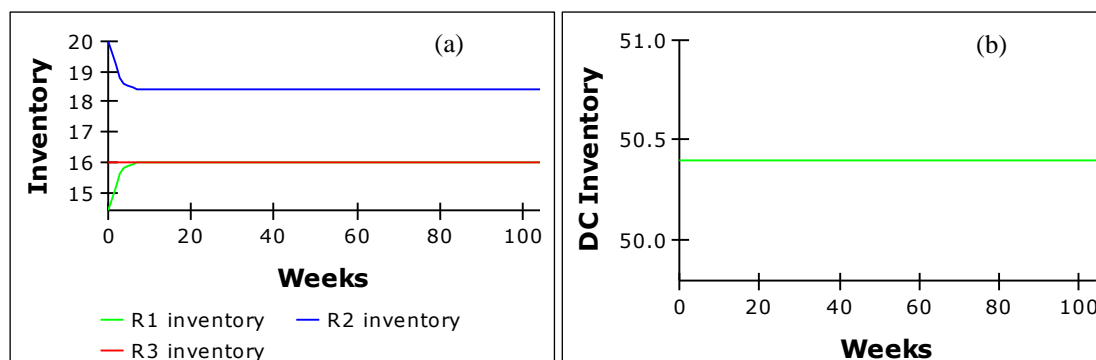 (a)
Inventory
20
19
18
17
16
15
0 20 40 60 80 100
Weeks
R1 inventory R2 inventory
R3 inventory
(b)
DC Inventory
51.0
50.5
50.0
0 20 40 60 80 100
Weeks